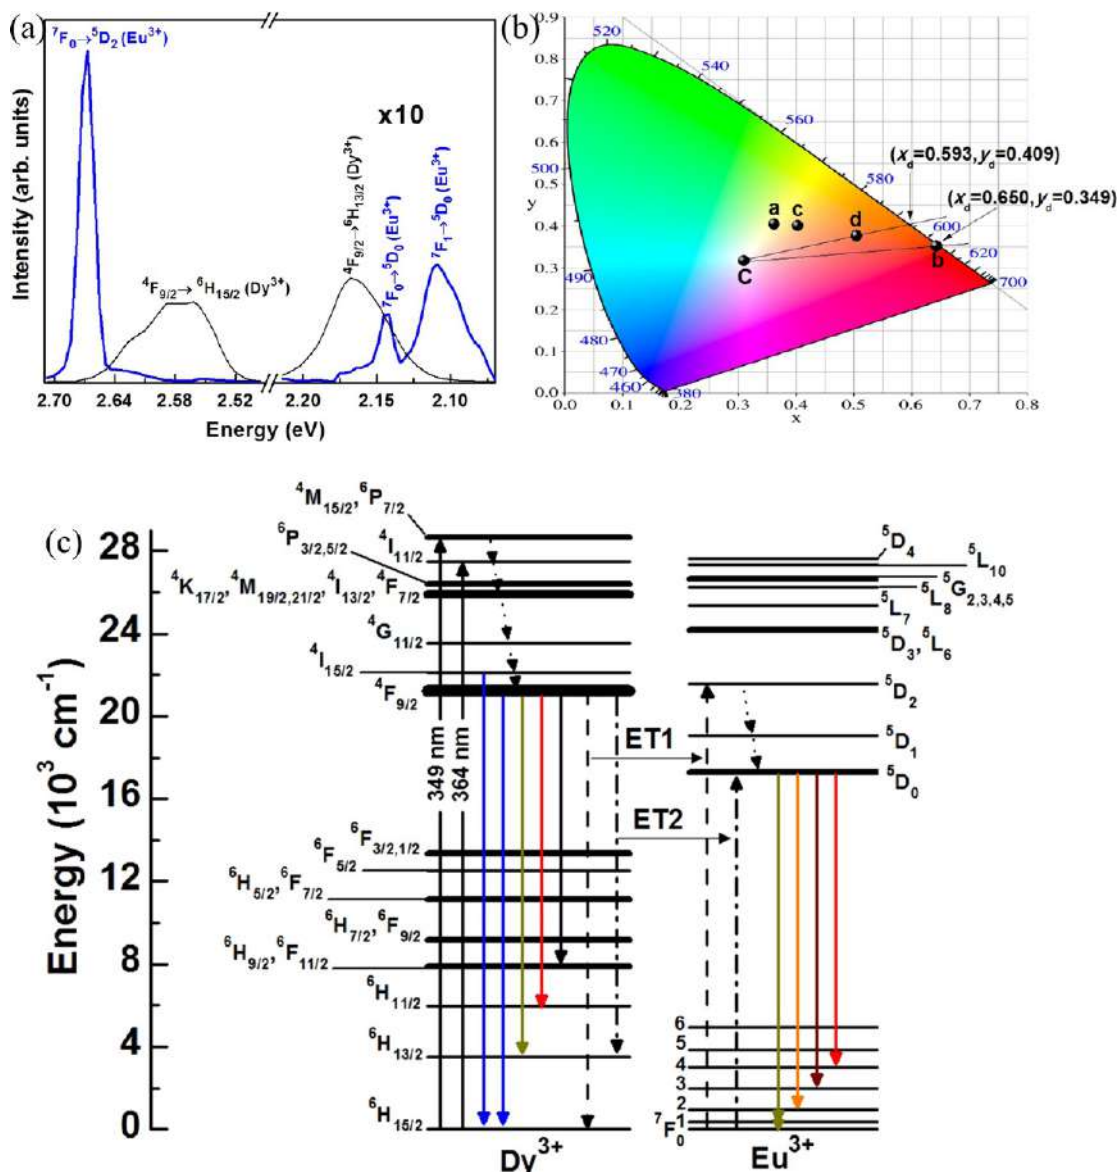 (a)
⁷F₀→⁵D₂ (Eu³⁺)
x10
⁴F₉/₂→⁶H₁₅/₂ (Dy³⁺)
⁴F₉/₂→⁶H₁₃/₂ (Dy³⁺)
⁷F₀→⁵D₀ (Eu³⁺)
⁷F₁→⁵D₀ (Eu³⁺)
Intensity (arb. units)
2.70 2.64 2.58 2.52 2.20 2.15 2.10
Energy (eV)
(b)
0.9
0.8
0.7
0.6
0.5
y
0.4
0.3
0.2
0.1
0.0
0.0 0.1 0.2 0.3 0.4 0.5 0.6 0.7 0.8
x
520
540
560
580
600
620
700
500
490
480
470
460
380
(x_d=0.593, y_d=0.409)
(x_d=0.650, y_d=0.349)
a
c
d
b
C
(c)
Energy (10³ cm⁻¹)
28
24
20
16
12
8
4
0
⁴M₁₅/₂, ⁶P₇/₂
⁶P₃/₂,₅/₂
⁴I₁₁/₂
⁴K₁₇/₂, ⁴M₁₉/₂,₂₁/₂, ⁴I₁₃/₂, ⁴F₇/₂
⁴G₁₁/₂
⁴I₁₅/₂
⁴F₉/₂
349 nm
364 nm
⁶F₃/₂,₁/₂
⁶F₅/₂
⁶H₅/₂, ⁶F₇/₂
⁶H₇/₂, ⁶F₉/₂
⁶H₉/₂, ⁶F₁₁/₂
⁶H₁₁/₂
⁶H₁₃/₂
⁶H₁₅/₂
Dy³⁺
ET1
ET2
⁵D₄
⁵L₁₀
⁵G₂,₃,₄,₅
⁵L₈
⁵L₇
⁵D₃, ⁵L₆
⁵D₂
⁵D₁
⁵D₀
6
5
4
3
2
1
⁷F₀
Eu³⁺